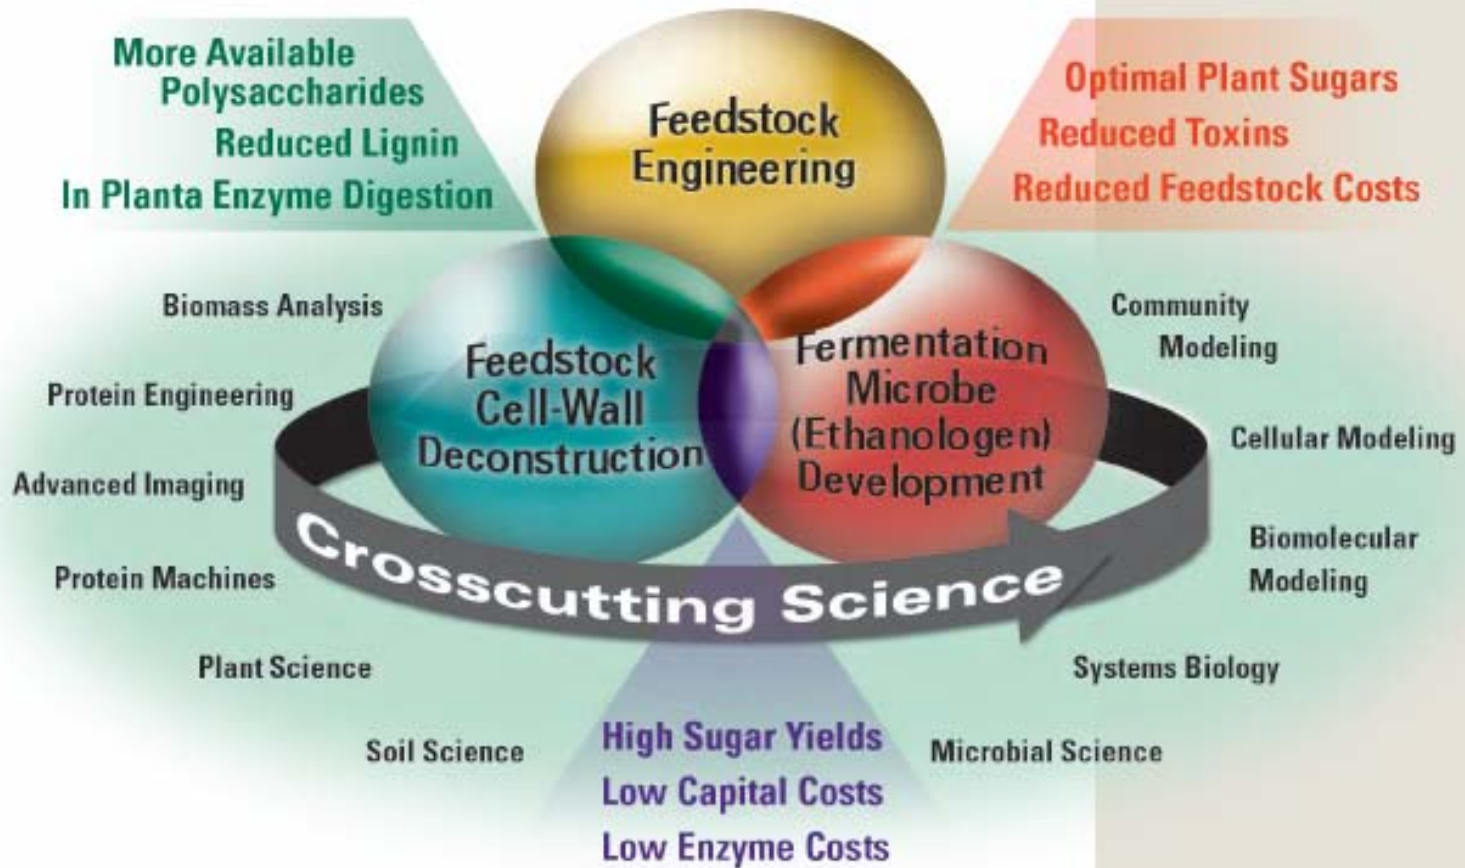 More Available
Polysaccharides
Reduced Lignin
In Planta Enzyme Digestion
Feedstock
Engineering
Optimal Plant Sugars
Reduced Toxins
Reduced Feedstock Costs
Biomass Analysis
Protein Engineering
Advanced Imaging
Protein Machines
Plant Science
Soil Science
Feedstock
Cell-Wall
Deconstruction
Fermentation
Microbe
(Ethanologen)
Development
Community
Modeling
Cellular Modeling
Biomolecular
Modeling
Systems Biology
Microbial Science
Crosscutting Science
High Sugar Yields
Low Capital Costs
Low Enzyme Costs